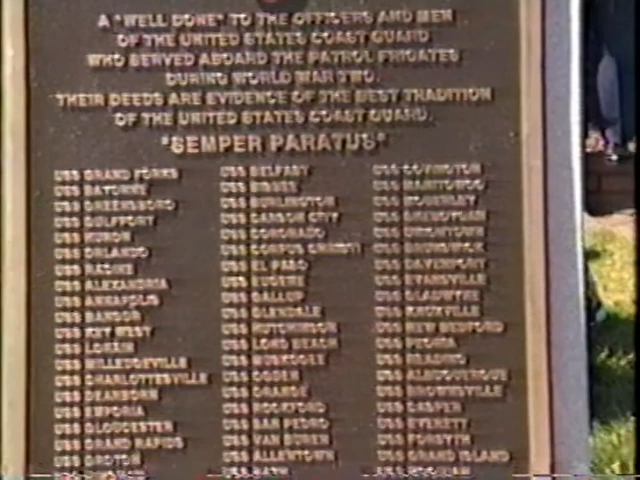 A "WELL DONE" TO THE OFFICERS AND MEN
OF THE UNITED STATES COAST GUARD
WHO SERVED ABOARD THE PATROL FRIGATES
DURING WORLD WAR TWO.
THEIR DEEDS ARE EVIDENCE OF THE BEST TRADITION
OF THE UNITED STATES COAST GUARD.
"SEMPER PARATUS"
USS GRAND FORKS
USS BAYONNE
USS GREENSBORO
USS GULFPORT
USS HURON
USS ORLANDO
USS RACINE
USS ALEXANDRIA
USS ANNAPOLIS
USS BANGOR
USS KEY WEST
USS LORAIN
USS MILLEDGEVILLE
USS CHARLOTTESVILLE
USS DEARBORN
USS EMPORIA
USS GLOUCESTER
USS GRAND RAPIDS
USS GROTON
USS BELFAST
USS BISBEE
USS BURLINGTON
USS CARSON CITY
USS CORONADO
USS CORPUS CHRISTI
USS EL PASO
USS EUGENE
USS GALLUP
USS GLENDALE
USS HUTCHINSON
USS LONG BEACH
USS MUSKOGEE
USS OGDEN
USS ORANGE
USS ROCKFORD
USS SAN PEDRO
USS VAN BUREN
USS ALLENTOWN
USS BATH
USS COVINGTON
USS MANITOWOC
USS MOBERLEY
USS SHEBOYGAN
USS UNIONTOWN
USS BRUNSWICK
USS DAVENPORT
USS EVANSVILLE
USS GLADWYNE
USS KNOXVILLE
USS NEW BEDFORD
USS PEORIA
USS READING
USS ALBUQUERQUE
USS BROWNSVILLE
USS CASPER
USS EVERETT
USS FORSYTH
USS GRAND ISLAND
USS HOQUIAM